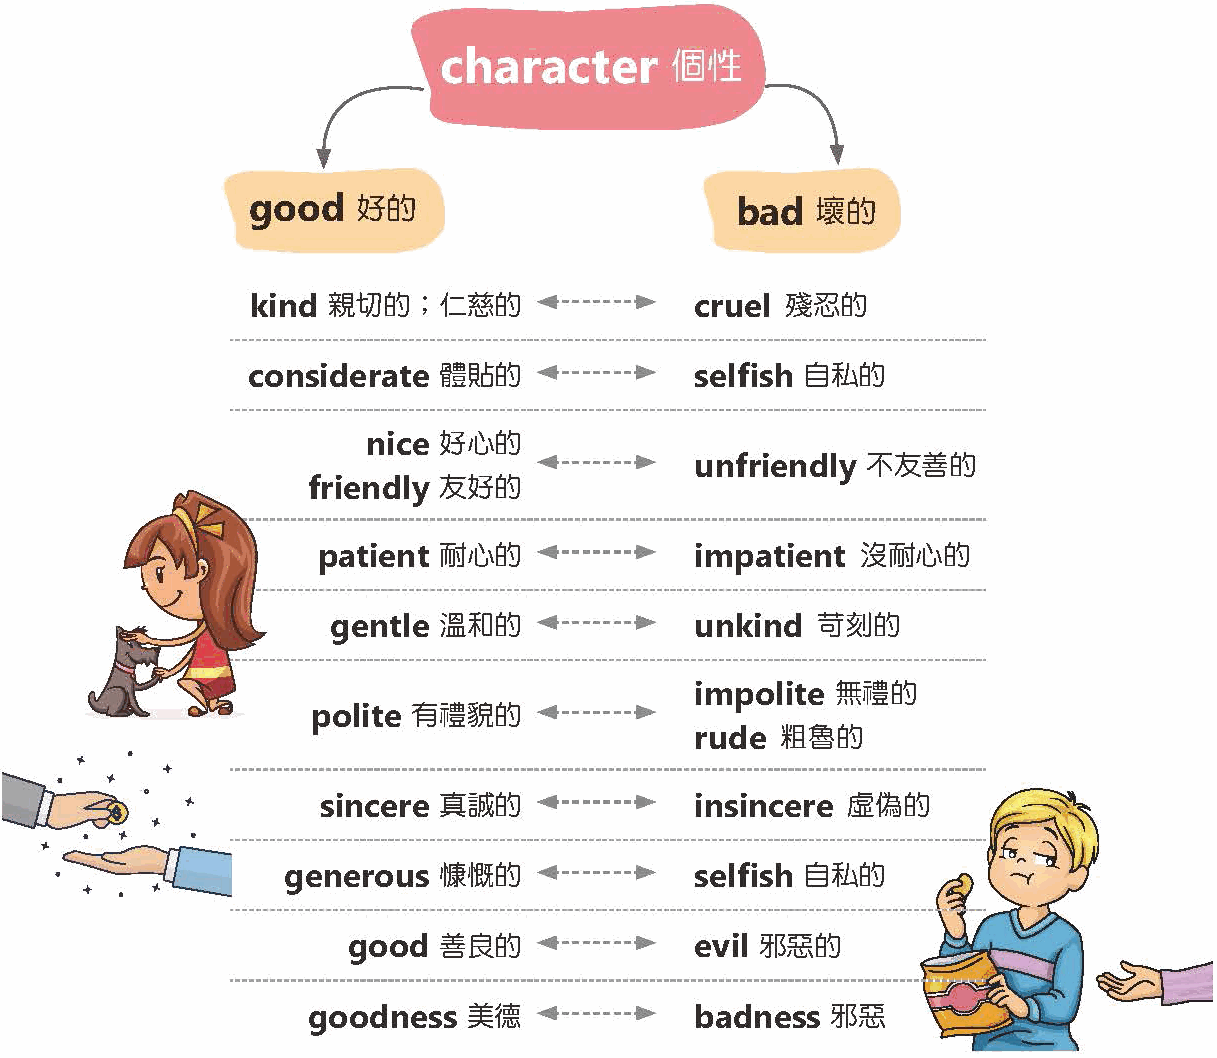 character 個性
good 好的
bad 壞的
kind 親切的；仁慈的
cruel 殘忍的
considerate 體貼的
selfish 自私的
nice 好心的
friendly 友好的
unfriendly 不友善的
patient 耐心的
impatient 沒耐心的
gentle 溫和的
unkind 苛刻的
polite 有禮貌的
impolite 無禮的
rude 粗魯的
sincere 真誠的
insincere 虛偽的
generous 慷慨的
selfish 自私的
good 善良的
evil 邪惡的
goodness 美德
badness 邪惡